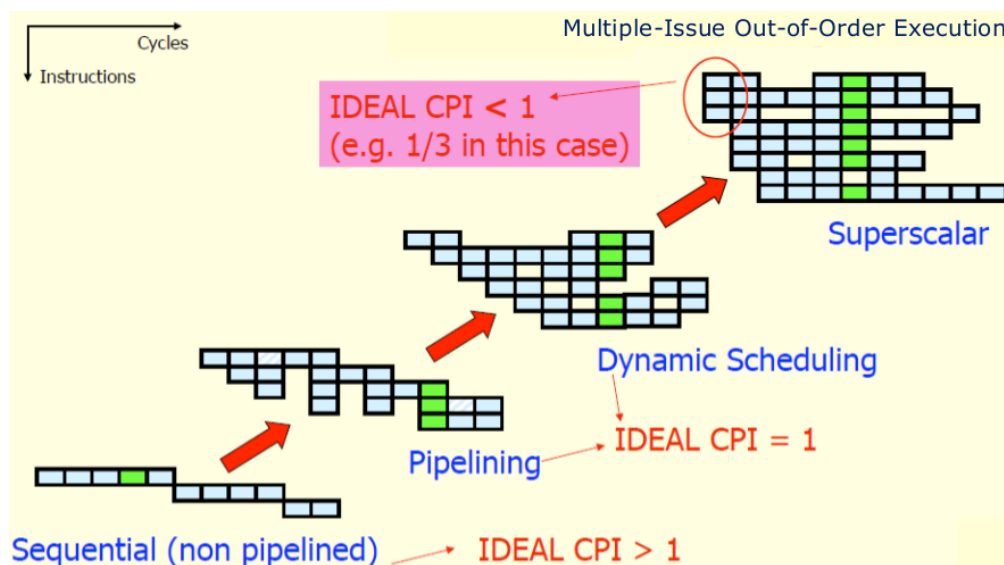 Multiple-Issue Out-of-Order Execution
Cycles
Instructions
IDEAL CPI < 1
(e.g. 1/3 in this case)
Superscalar
Dynamic Scheduling
IDEAL CPI = 1
Pipelining
Sequential (non pipelined)
IDEAL CPI > 1